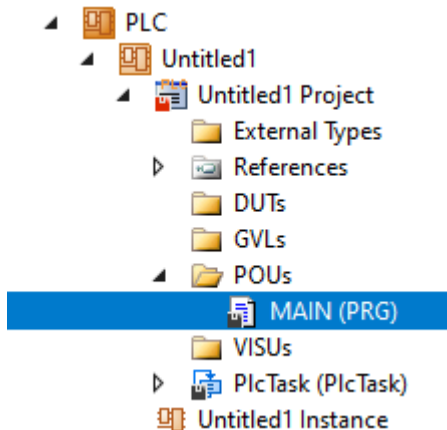 PLC
Untitled1
Untitled1 Project
External Types
References
DUTs
GVLs
POUs
MAIN (PRG)
VISUs
PlcTask (PlcTask)
Untitled1 Instance